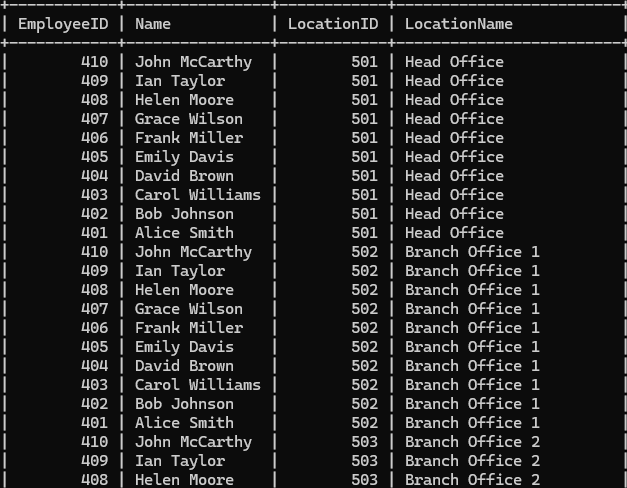 | EmployeeID | Name | LocationID | LocationName |
| 410 | John McCarthy | 501 | Head Office |
| 409 | Ian Taylor | 501 | Head Office |
| 408 | Helen Moore | 501 | Head Office |
| 407 | Grace Wilson | 501 | Head Office |
| 406 | Frank Miller | 501 | Head Office |
| 405 | Emily Davis | 501 | Head Office |
| 404 | David Brown | 501 | Head Office |
| 403 | Carol Williams | 501 | Head Office |
| 402 | Bob Johnson | 501 | Head Office |
| 401 | Alice Smith | 501 | Head Office |
| 410 | John McCarthy | 502 | Branch Office 1 |
| 409 | Ian Taylor | 502 | Branch Office 1 |
| 408 | Helen Moore | 502 | Branch Office 1 |
| 407 | Grace Wilson | 502 | Branch Office 1 |
| 406 | Frank Miller | 502 | Branch Office 1 |
| 405 | Emily Davis | 502 | Branch Office 1 |
| 404 | David Brown | 502 | Branch Office 1 |
| 403 | Carol Williams | 502 | Branch Office 1 |
| 402 | Bob Johnson | 502 | Branch Office 1 |
| 401 | Alice Smith | 502 | Branch Office 1 |
| 410 | John McCarthy | 503 | Branch Office 2 |
| 409 | Ian Taylor | 503 | Branch Office 2 |
| 408 | Helen Moore | 503 | Branch Office 2 |